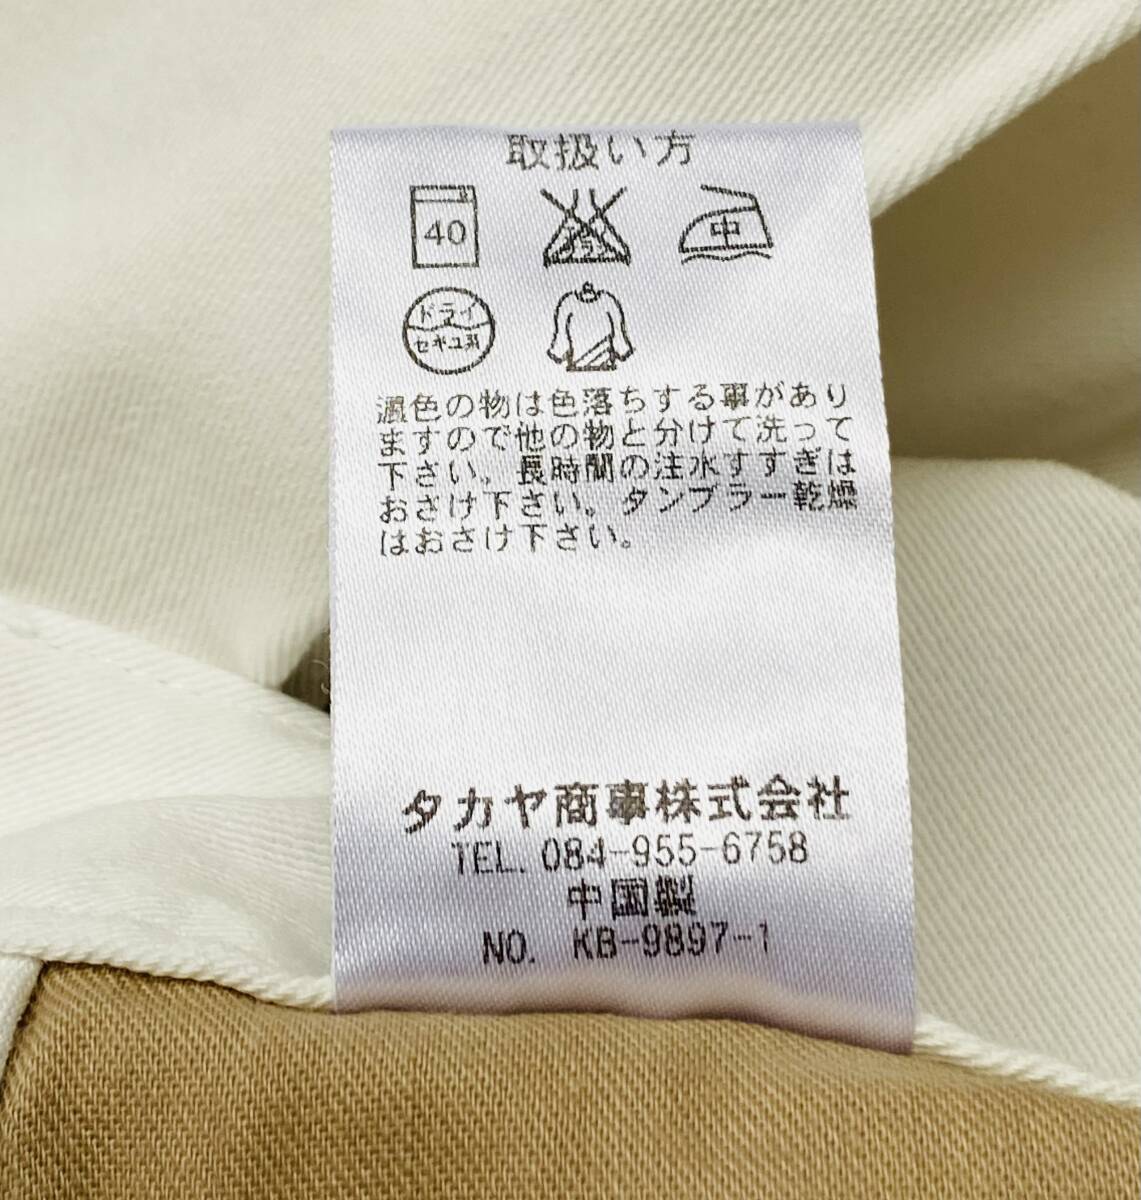 取扱い方
40
中
ドライ
セキユ系
濃色の物は色落ちする事があり
ますので他の物と分けて洗って
下さい。長時間の注水すすぎは
おさけ下さい。タンブラー乾燥
はおさけ下さい。
タカヤ商事株式会社
TEL. 084-955-6758
中国製
NO. KB-9897-1